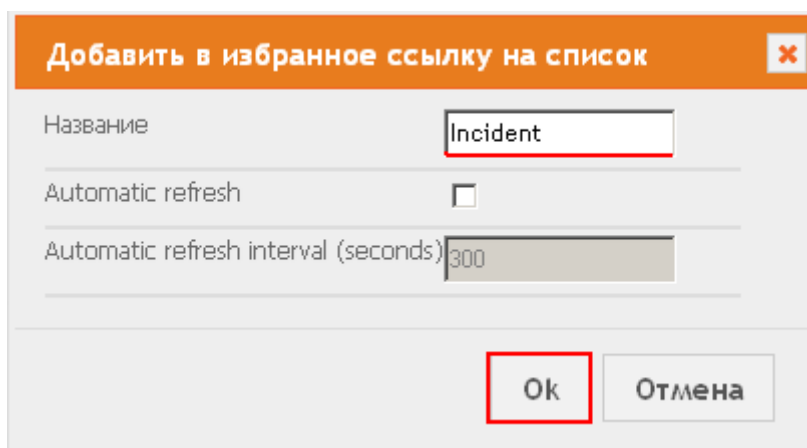 Добавить в избранное ссылку на список
Название Incident
Automatic refresh
Automatic refresh interval (seconds) 300
Ok Отмена